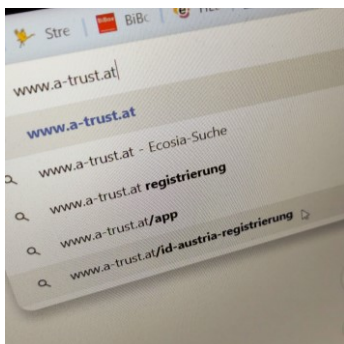 Stre BiBc
www.a-trust.at
www.a-trust.at
www.a-trust.at - Ecosia-Suche
www.a-trust.at registrierung
www.a-trust.at/app
www.a-trust.at/id-austria-registrierung